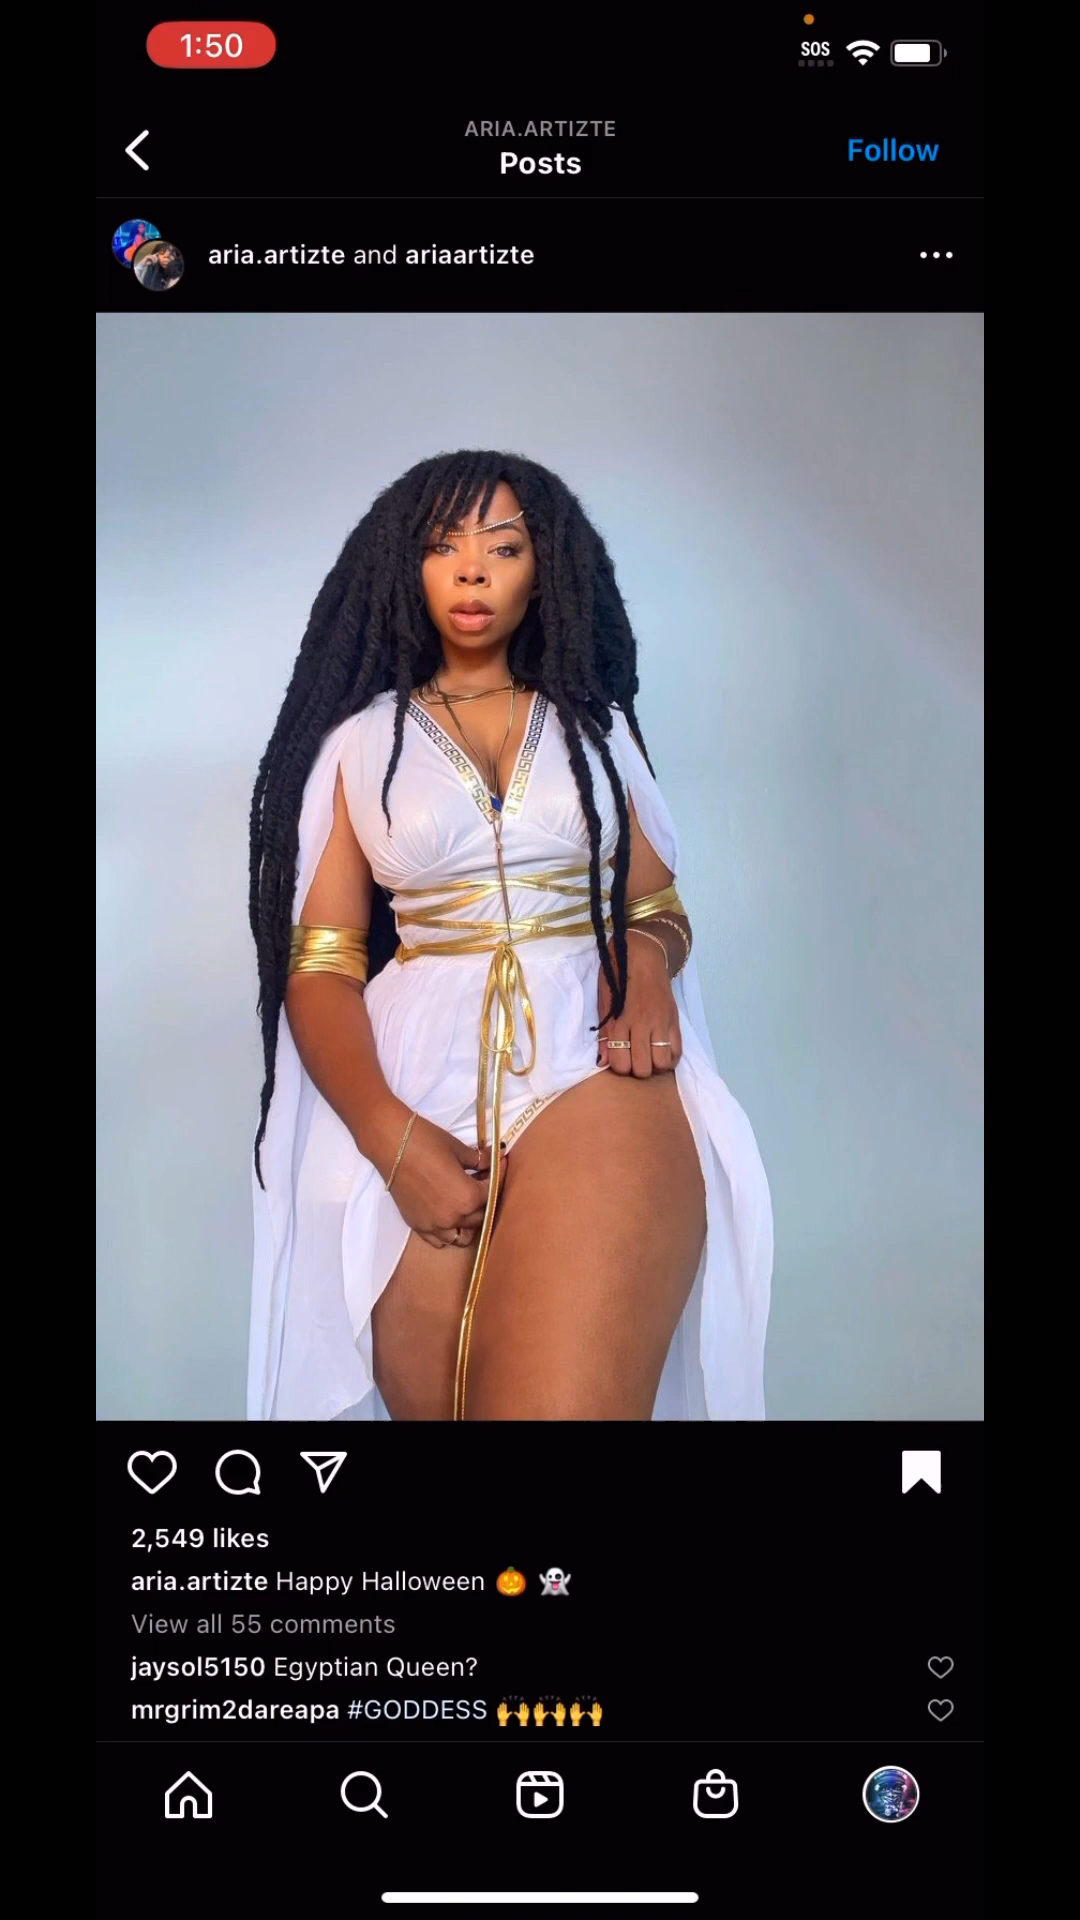 1:50
SOS
ARIA.ARTIZTE
Posts
Follow
aria.artizte and ariaartizte
2,549 likes
aria.artizte Happy Halloween 🎃 👻
View all 55 comments
jaysol5150 Egyptian Queen?
mrgrim2dareapa #GODDESS 🙌🙌🙌